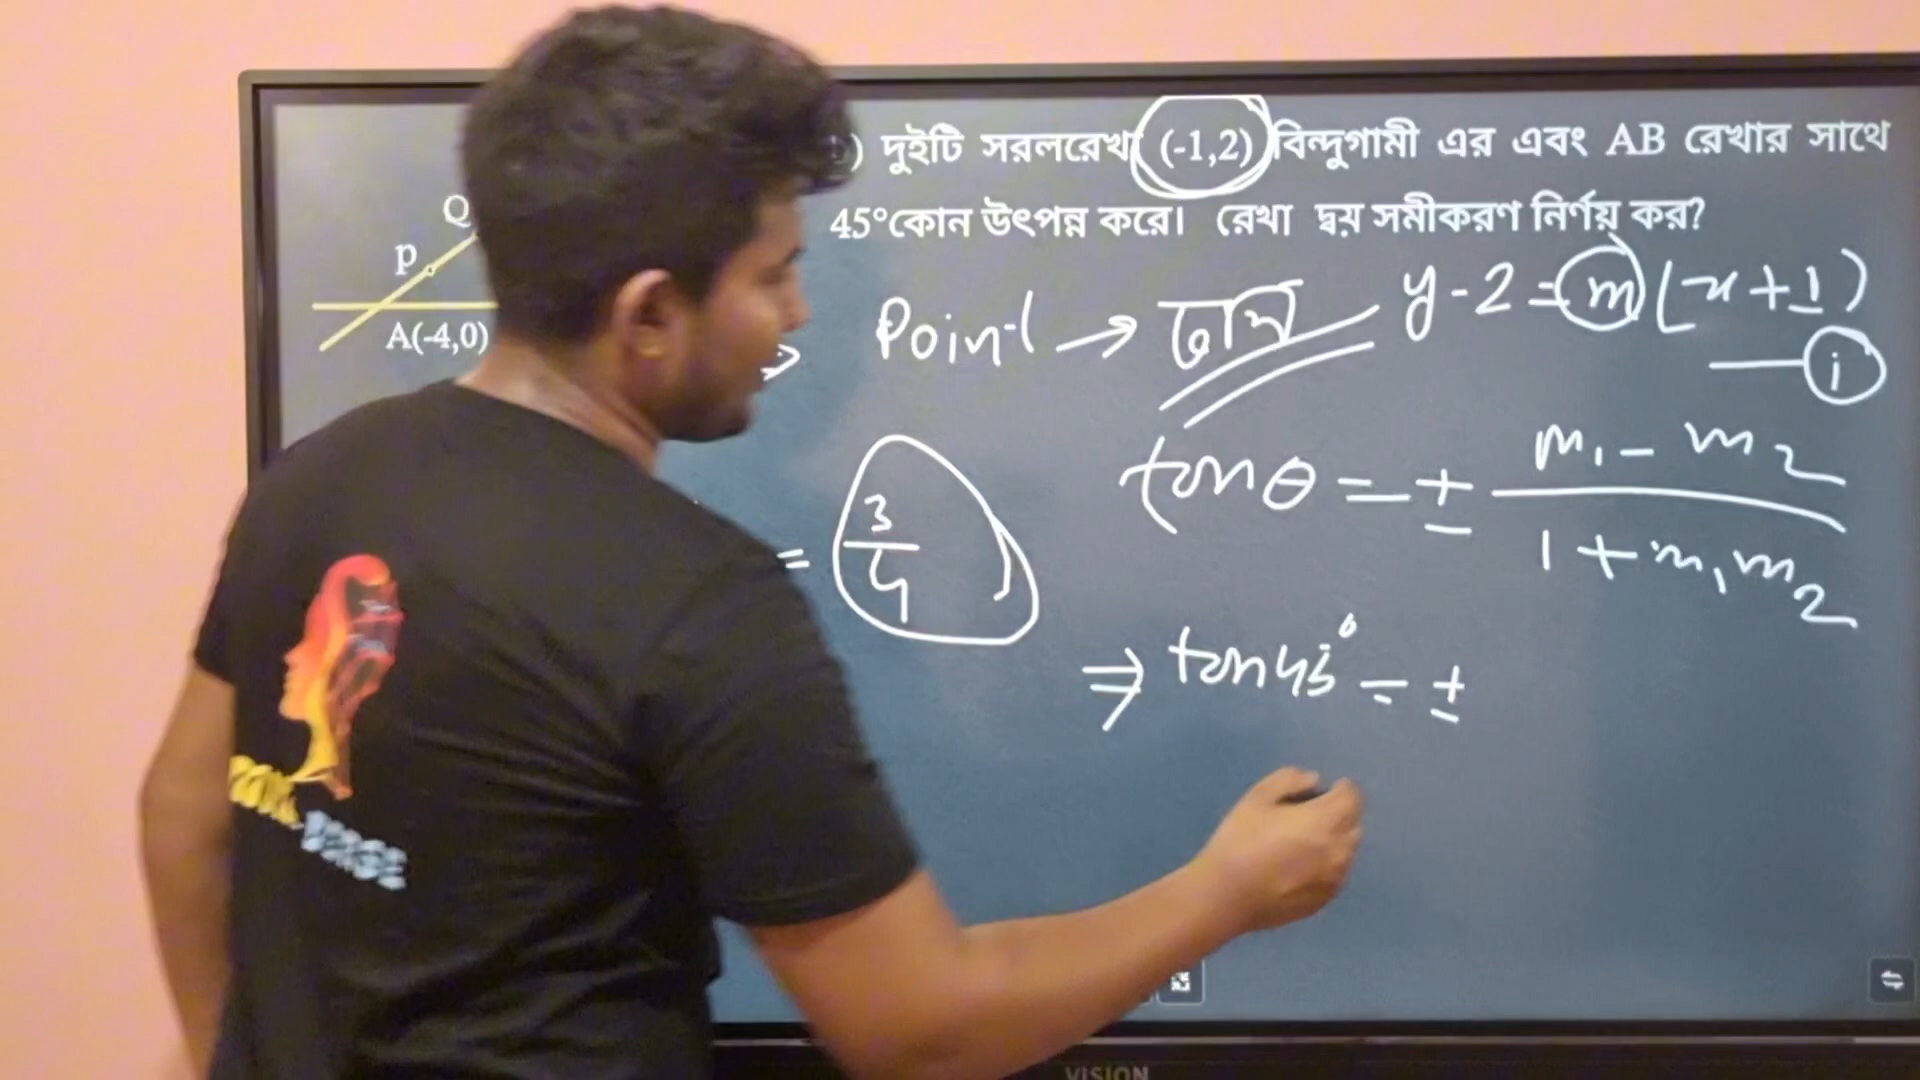 ) দুইটি সরলরেখা (-1,2) বিন্দুগামী এর এবং AB রেখার সাথে
45°কোন উৎপন্ন করে। রেখা দ্বয় সমীকরণ নির্ণয় কর?
Q
P
A(-4,0)
Point → ঢাল
y-2=m(x+1)
i
= 3/4
tanθ = ± m₁ - m₂ / 1 + m₁m₂
⇒ tan45° = ±
VISION